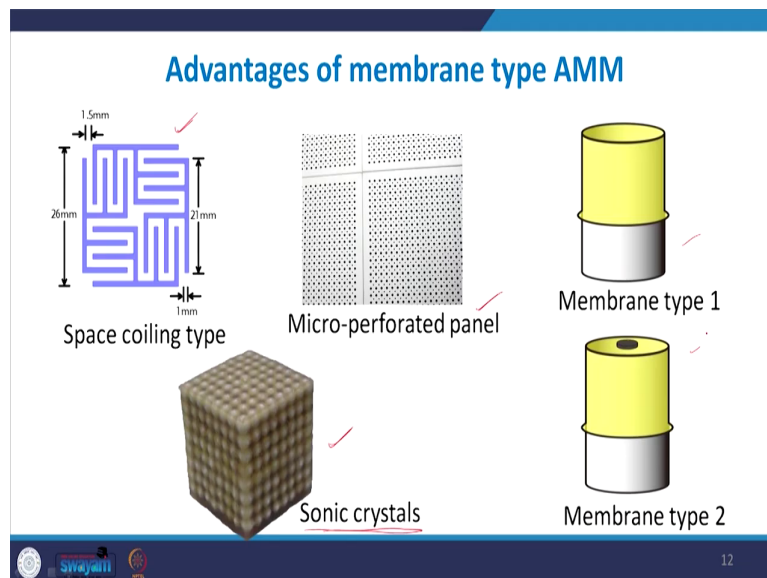 Advantages of membrane type AMM
1.5mm
26mm
21mm
1mm
Space coiling type
Micro-perforated panel
Membrane type 1
Sonic crystals
Membrane type 2
swayam
12